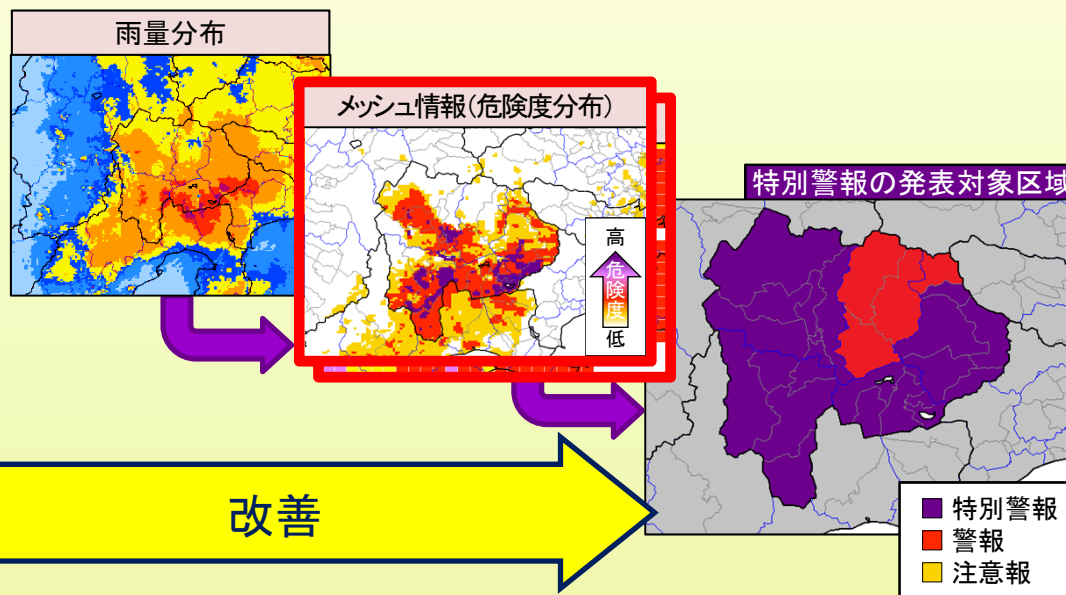 雨量分布
メッシュ情報(危険度分布)
高
危険度
低
特別警報の発表対象区域
改善
特別警報
警報
注意報